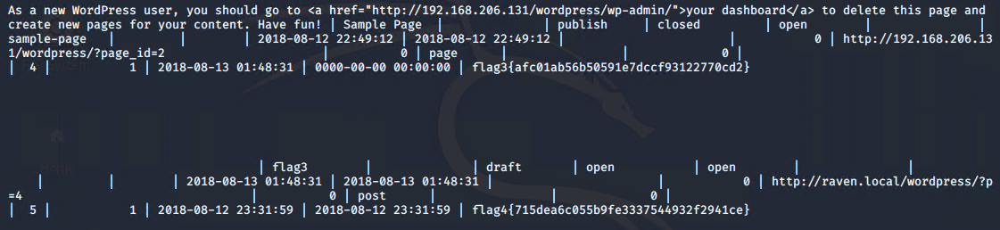 As a new WordPress user, you should go to <a href="http://192.168.206.131/wordpress/wp-admin/">your dashboard</a> to delete this page and
create new pages for your content. Have fun! | Sample Page | | publish | closed | open | |
sample-page | | | 2018-08-12 22:49:12 | 2018-08-12 22:49:12 | | 0 | http://192.168.206.13
1/wordpress/?page_id=2 | 0 | page | | 0 |
| 4 | 1 | 2018-08-13 01:48:31 | 0000-00-00 00:00:00 | flag3{afc01ab56b50591e7dccf93122770cd2}
| flag3 | | draft | open | open | |
| | | 2018-08-13 01:48:31 | 2018-08-13 01:48:31 | | 0 | http://raven.local/wordpress/?p
=4 | 0 | post | | 0 |
| 5 | 1 | 2018-08-12 23:31:59 | 2018-08-12 23:31:59 | flag4{715dea6c055b9fe3337544932f2941ce}